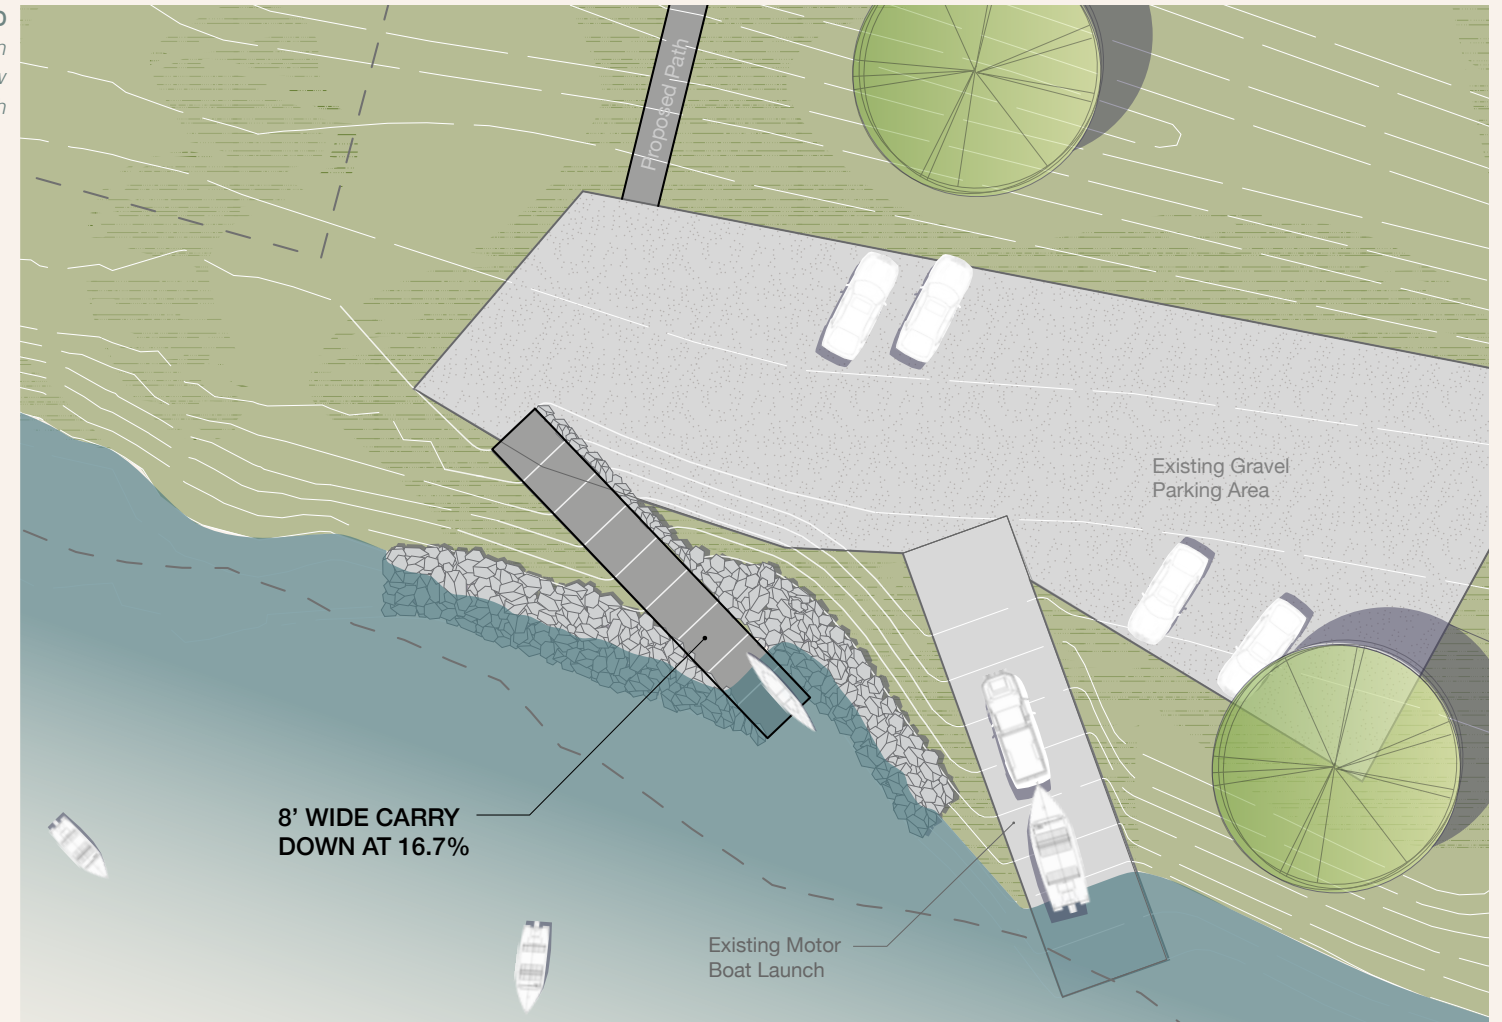 Proposed Path
Existing Gravel
Parking Area
8’ WIDE CARRY
DOWN AT 16.7%
Existing Motor
Boat Launch